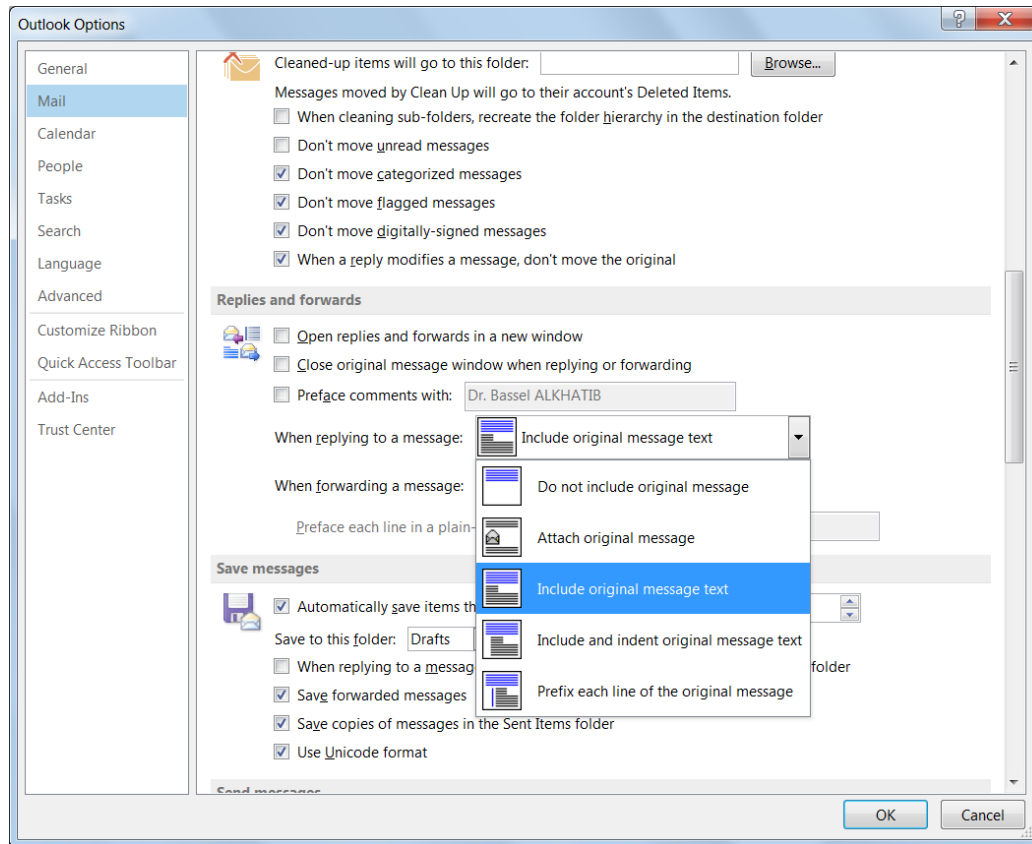 Outlook Options
General
Mail
Calendar
People
Tasks
Search
Language
Advanced
Customize Ribbon
Quick Access Toolbar
Add-Ins
Trust Center
Cleaned-up items will go to this folder: Browse...
Messages moved by Clean Up will go to their account's Deleted Items.
When cleaning sub-folders, recreate the folder hierarchy in the destination folder
Don't move unread messages
Don't move categorized messages
Don't move flagged messages
Don't move digitally-signed messages
When a reply modifies a message, don't move the original
Replies and forwards
Open replies and forwards in a new window
Close original message window when replying or forwarding
Preface comments with: Dr. Bassel ALKHATIB
When replying to a message: Include original message text
When forwarding a message:
Preface each line in a plain-
Do not include original message
Attach original message
Include original message text
Include and indent original message text
Prefix each line of the original message
Save messages
Automatically save items th
Save to this folder: Drafts
When replying to a messag folder
Save forwarded messages
Save copies of messages in the Sent Items folder
Use Unicode format
Send messages
OK Cancel